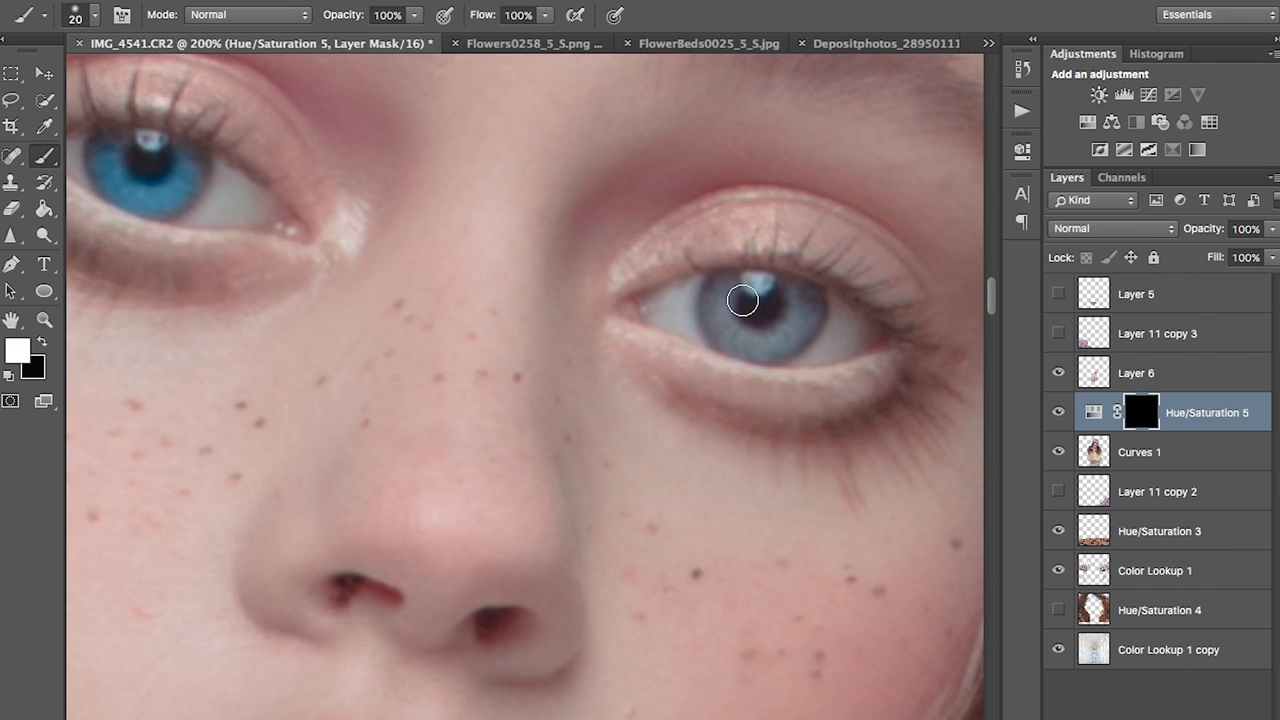 20
Mode: Normal
Opacity: 100%
Flow: 100%
Essentials
× IMG_4541.CR2 @ 200% (Hue/Saturation 5, Layer Mask/16) *
× Flowers0258_5_S.png ...
× FlowerBeds0025_5_S.jpg
× Depositphotos_28950111
Adjustments
Histogram
Add an adjustment
Layers
Channels
Kind
Normal
Opacity: 100%
Lock:
Fill: 100%
Layer 5
Layer 11 copy 3
Layer 6
Hue/Saturation 5
Curves 1
Layer 11 copy 2
Hue/Saturation 3
Color Lookup 1
Hue/Saturation 4
Color Lookup 1 copy